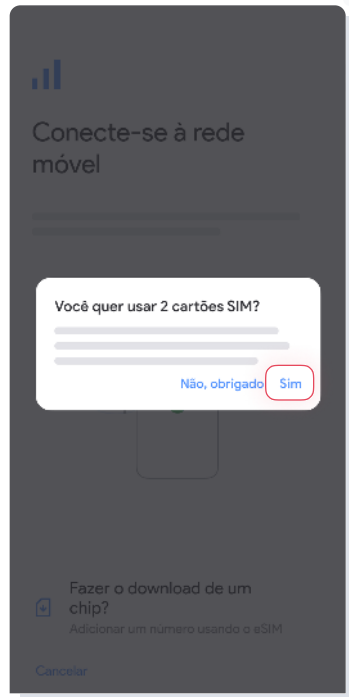 Conecte-se à rede
móvel
Você quer usar 2 cartões SIM?
Não, obrigado Sim
Fazer o download de um
chip?
Adicionar um número usando o eSIM
Cancelar